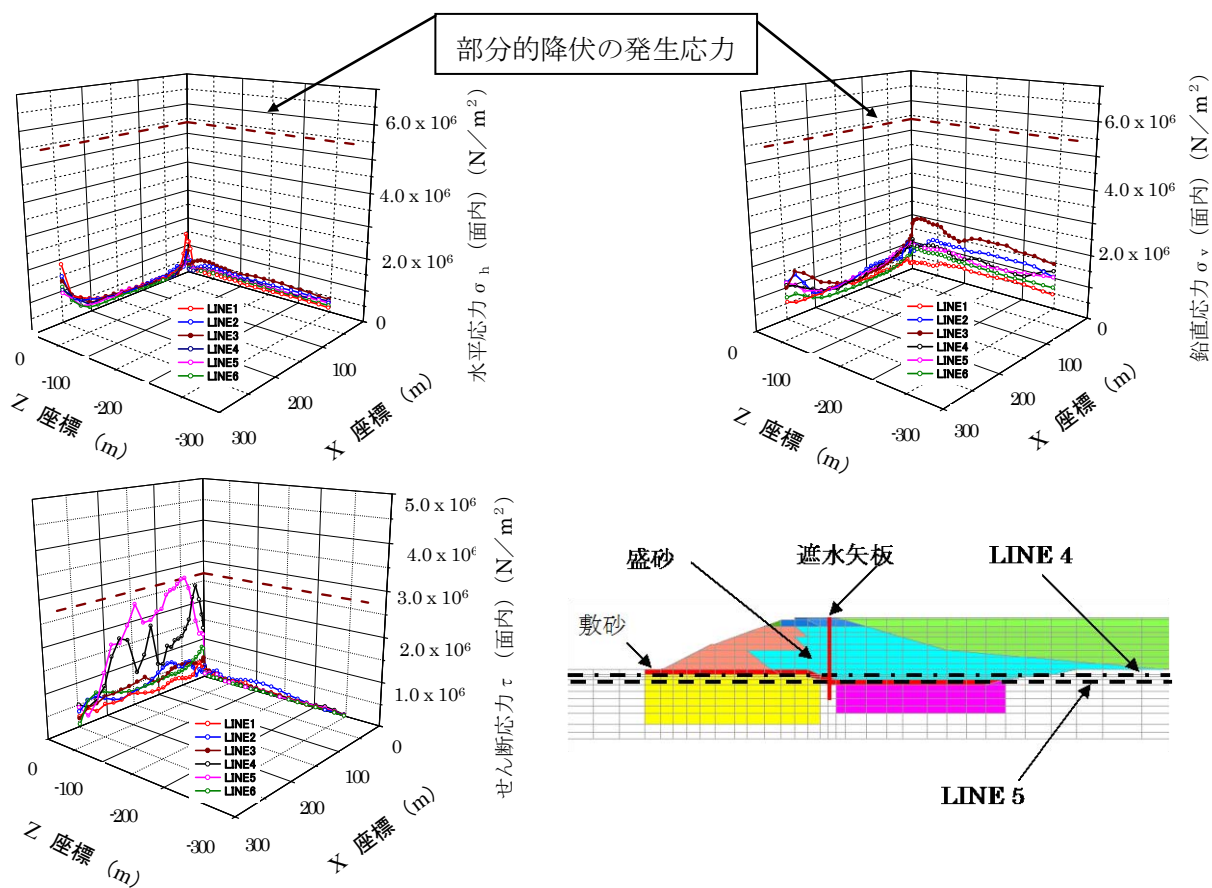 部分的降伏の発生応力
6.0 x 10⁶
4.0 x 10⁶
2.0 x 10⁶
0
100
200
300
0
-100
-200
-300
Z 座標 (m)
X 座標 (m)
水平応力σh (面内) (N/m²)
LINE1
LINE2
LINE3
LINE4
LINE5
LINE6
6.0 x 10⁶
4.0 x 10⁶
2.0 x 10⁶
0
100
200
300
0
-100
-200
-300
Z 座標 (m)
X 座標 (m)
鉛直応力σv (面内) (N/m²)
LINE1
LINE2
LINE3
LINE4
LINE5
LINE6
5.0 x 10⁶
4.0 x 10⁶
3.0 x 10⁶
2.0 x 10⁶
1.0 x 10⁶
0
100
200
300
0
-100
-200
-300
Z 座標 (m)
X 座標 (m)
せん断応力τ (面内) (N/m²)
LINE1
LINE2
LINE3
LINE4
LINE5
LINE6
盛砂
遮水矢板
LINE 4
敷砂
LINE 5